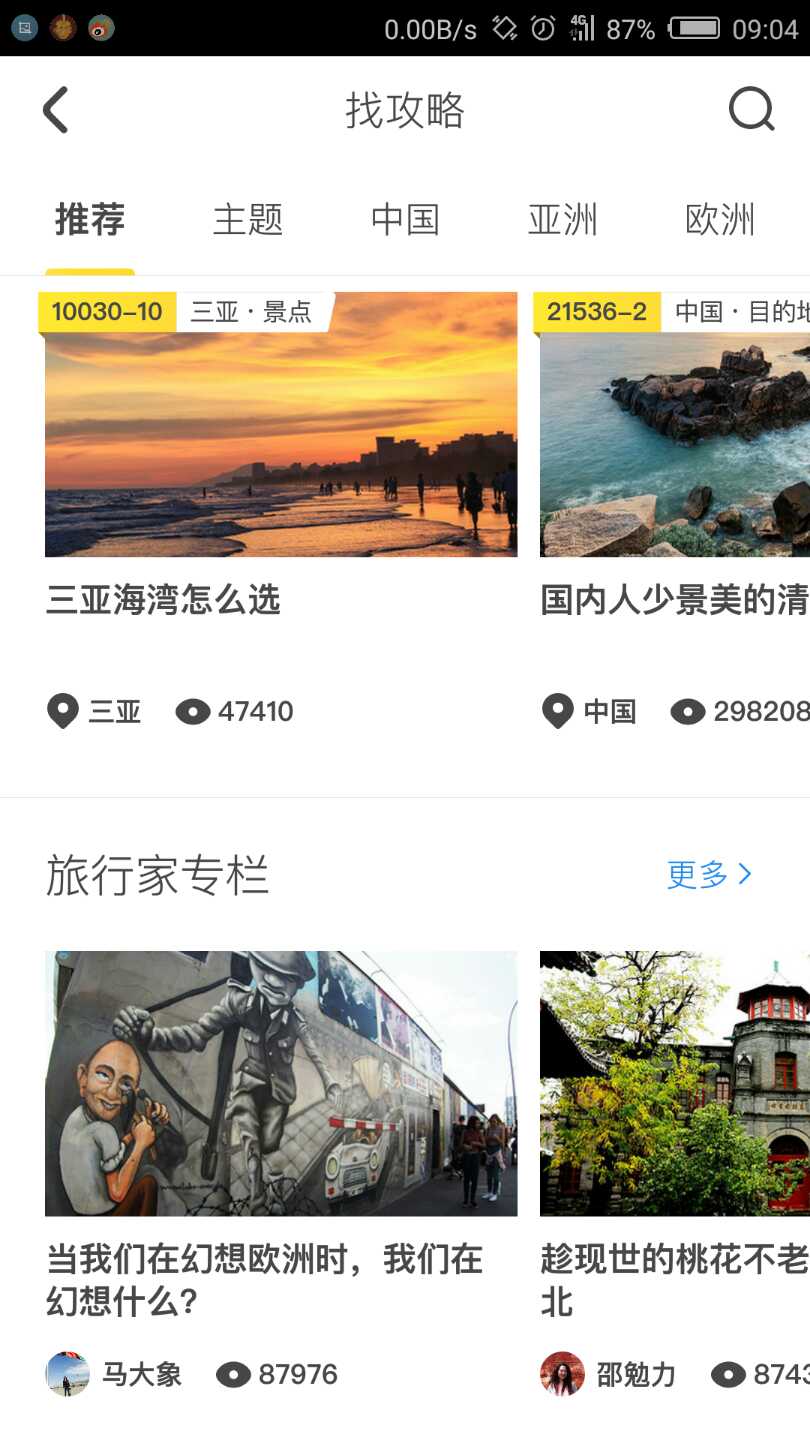 0.00B/s 4G 87% 09:04
找攻略
推荐 主题 中国 亚洲 欧洲
10030-10 三亚·景点
21536-2 中国·目的地
三亚海湾怎么选
国内人少景美的清
三亚 47410
中国 298208
旅行家专栏
更多
当我们在幻想欧洲时，我们在
幻想什么？
趁现世的桃花不老
北
马大象 87976
邵勉力 8743